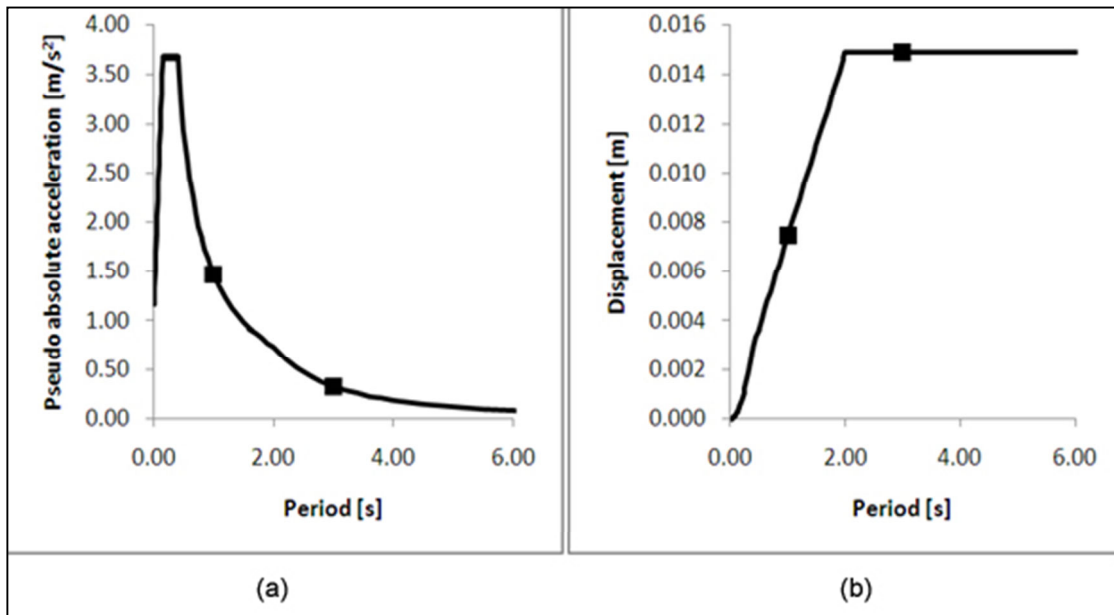 4.00
3.50
3.00
2.50
2.00
1.50
1.00
0.50
0.00
Pseudo absolute acceleration [m/s²]
0.00 2.00 4.00 6.00
Period [s]
(a)
0.016
0.014
0.012
0.010
0.008
0.006
0.004
0.002
0.000
Displacement [m]
0.00 2.00 4.00 6.00
Period [s]
(b)